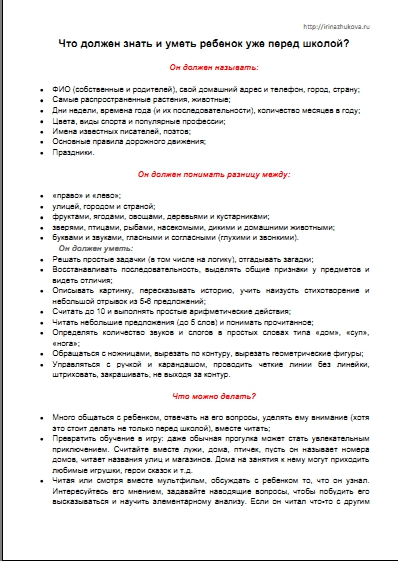 http://irinazhukova.ru
Что должен знать и уметь ребенок уже перед школой?
Он должен называть:
• ФИО (собственные и родителей), свой домашний адрес и телефон, город, страну;
• Самые распространенные растения, животные;
• Дни недели, времена года (и их последовательности), количество месяцев в году;
• Цвета, виды спорта и популярные профессии;
• Имена известных писателей, поэтов;
• Основные правила дорожного движения;
• Праздники.
Он должен понимать разницу между:
• «право» и «лево»;
• улицей, городом и страной;
• фруктами, ягодами, овощами, деревьями и кустарниками;
• зверями, птицами, рыбами, насекомыми, дикими и домашними животными;
• буквами и звуками, гласными и согласными (глухими и звонкими).
Он должен уметь:
• Решать простые задачки (в том числе на логику), отгадывать загадки;
• Восстанавливать последовательность, выделять общие признаки у предметов и
видеть отличия;
• Описывать картинку, пересказывать историю, учить наизусть стихотворение и
небольшой отрывок из 5-6 предложений;
• Считать до 10 и выполнять простые арифметические действия;
• Читать небольшие предложения (до 5 слов) и понимать прочитанное;
• Определять количество звуков и слогов в простых словах типа «дом», «суп»,
«нога»;
• Обращаться с ножницами, вырезать по контуру, вырезать геометрические фигуры;
• Управляться с ручкой и карандашом, проводить четкие линии без линейки,
штриховать, закрашивать, не выходя за контур.
Что можно делать?
• Много общаться с ребенком, отвечать на его вопросы, уделять ему внимание (хотя
это стоит делать не только перед школой), вместе читать;
• Превратить обучение в игру: даже обычная прогулка может стать увлекательным
приключением. Считайте вместе лужи, дома, птичек, пусть он называет номера
домов, читает названия улиц и магазинов. Дома на занятия к нему могут приходить
любимые игрушки, герои сказок и т.д.
• Читая или смотря вместе мультфильм, обсуждать с ребенком то, что он узнал.
Интересуйтесь его мнением, задавайте наводящие вопросы, чтобы побудить его
высказываться и научить элементарному анализу. Если он читал что-то с другим